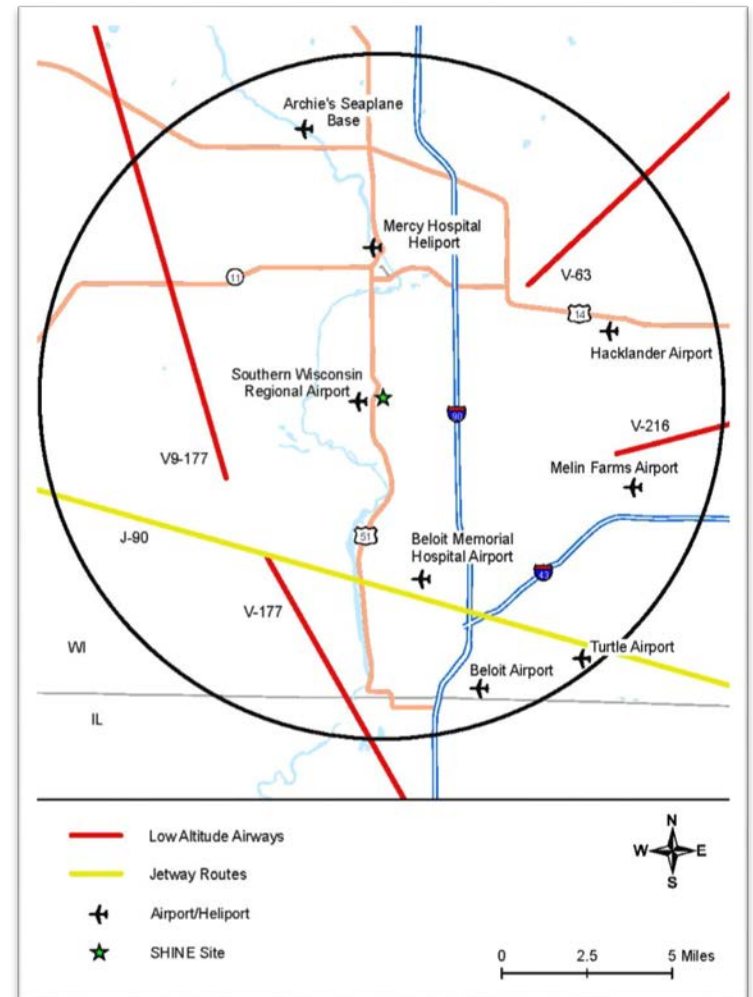 Archie's Seaplane
Base
Mercy Hospital
Heliport
V-63
11
14
Hacklander Airport
Southern Wisconsin
Regional Airport
90
V-216
V9-177
Melin Farms Airport
J-90
51
Beloit Memorial
Hospital Airport
43
V-177
WI
Turtle Airport
Beloit Airport
IL
Low Altitude Airways
Jetway Routes
Airport/Heliport
SHINE Site
N
W E
S
0 2.5 5 Miles